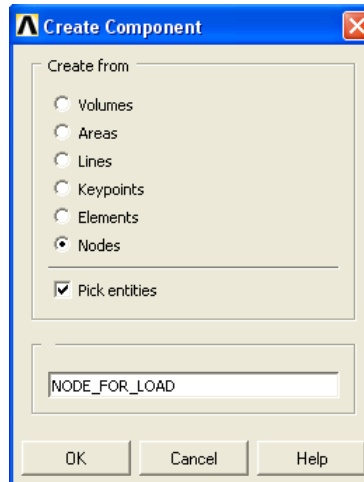 Create Component
Create from
Volumes
Areas
Lines
Keypoints
Elements
Nodes
Pick entities
NODE_FOR_LOAD
OK Cancel Help